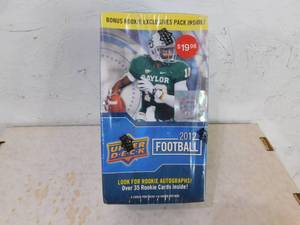 BONUS ROOKIE EXCLUSIVES PACK INSIDE!
$19.98
BAYLOR
UPPER
DECK
2012
FOOTBALL
LOOK FOR ROOKIE AUTOGRAPHS!
Over 35 Rookie Cards Inside!